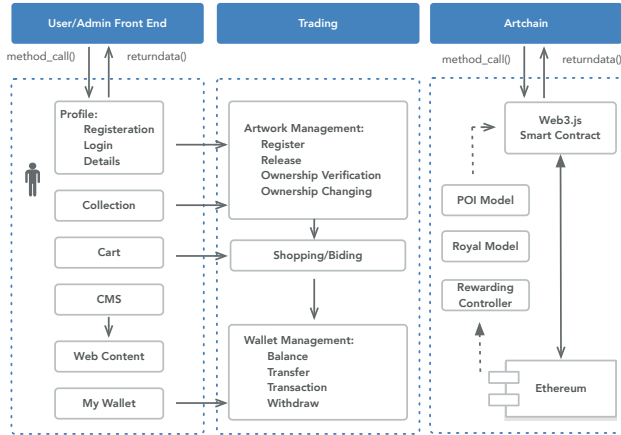 User/Admin Front End
Trading
Artchain
method_call()
returndata()
method_call()
returndata()
Profile:
Registeration
Login
Details
Collection
Cart
CMS
Web Content
My Wallet
Artwork Management:
Register
Release
Ownership Verification
Ownership Changing
Shopping/Biding
Wallet Management:
Balance
Transfer
Transaction
Withdraw
Web3.js
Smart Contract
POI Model
Royal Model
Rewarding
Controller
Ethereum